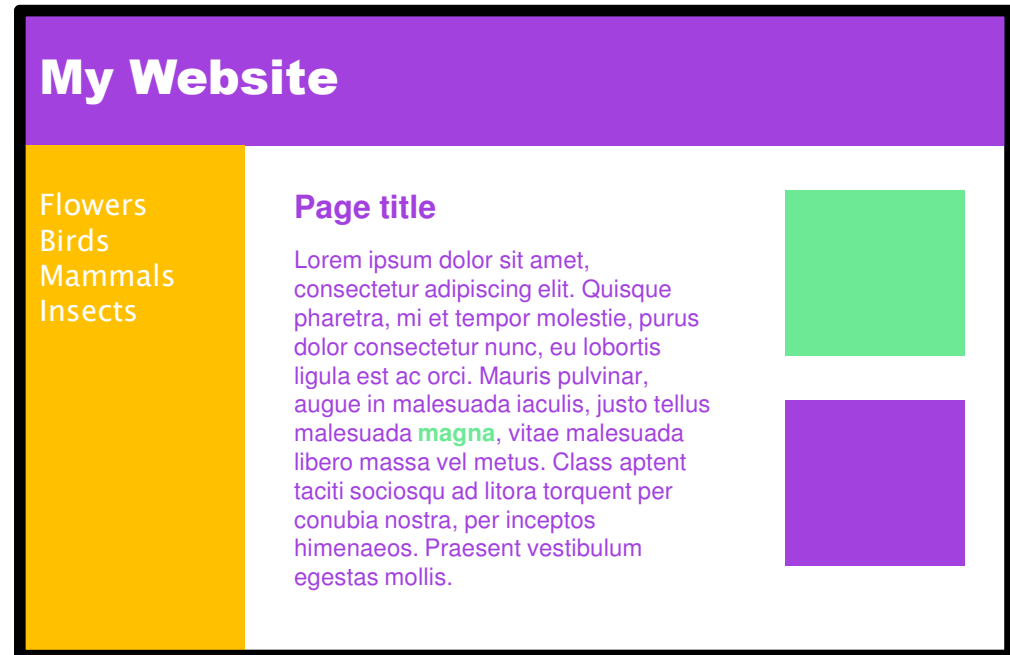 My Website
Flowers
Birds
Mammals
Insects
Page title
Lorem ipsum dolor sit amet,
consectetur adipiscing elit. Quisque
pharetra, mi et tempor molestie, purus
dolor consectetur nunc, eu lobortis
ligula est ac orci. Mauris pulvinar,
augue in malesuada iaculis, justo tellus
malesuada magna, vitae malesuada
libero massa vel metus. Class aptent
taciti sociosqu ad litora torquent per
conubia nostra, per inceptos
himenaeos. Praesent vestibulum
egestas mollis.